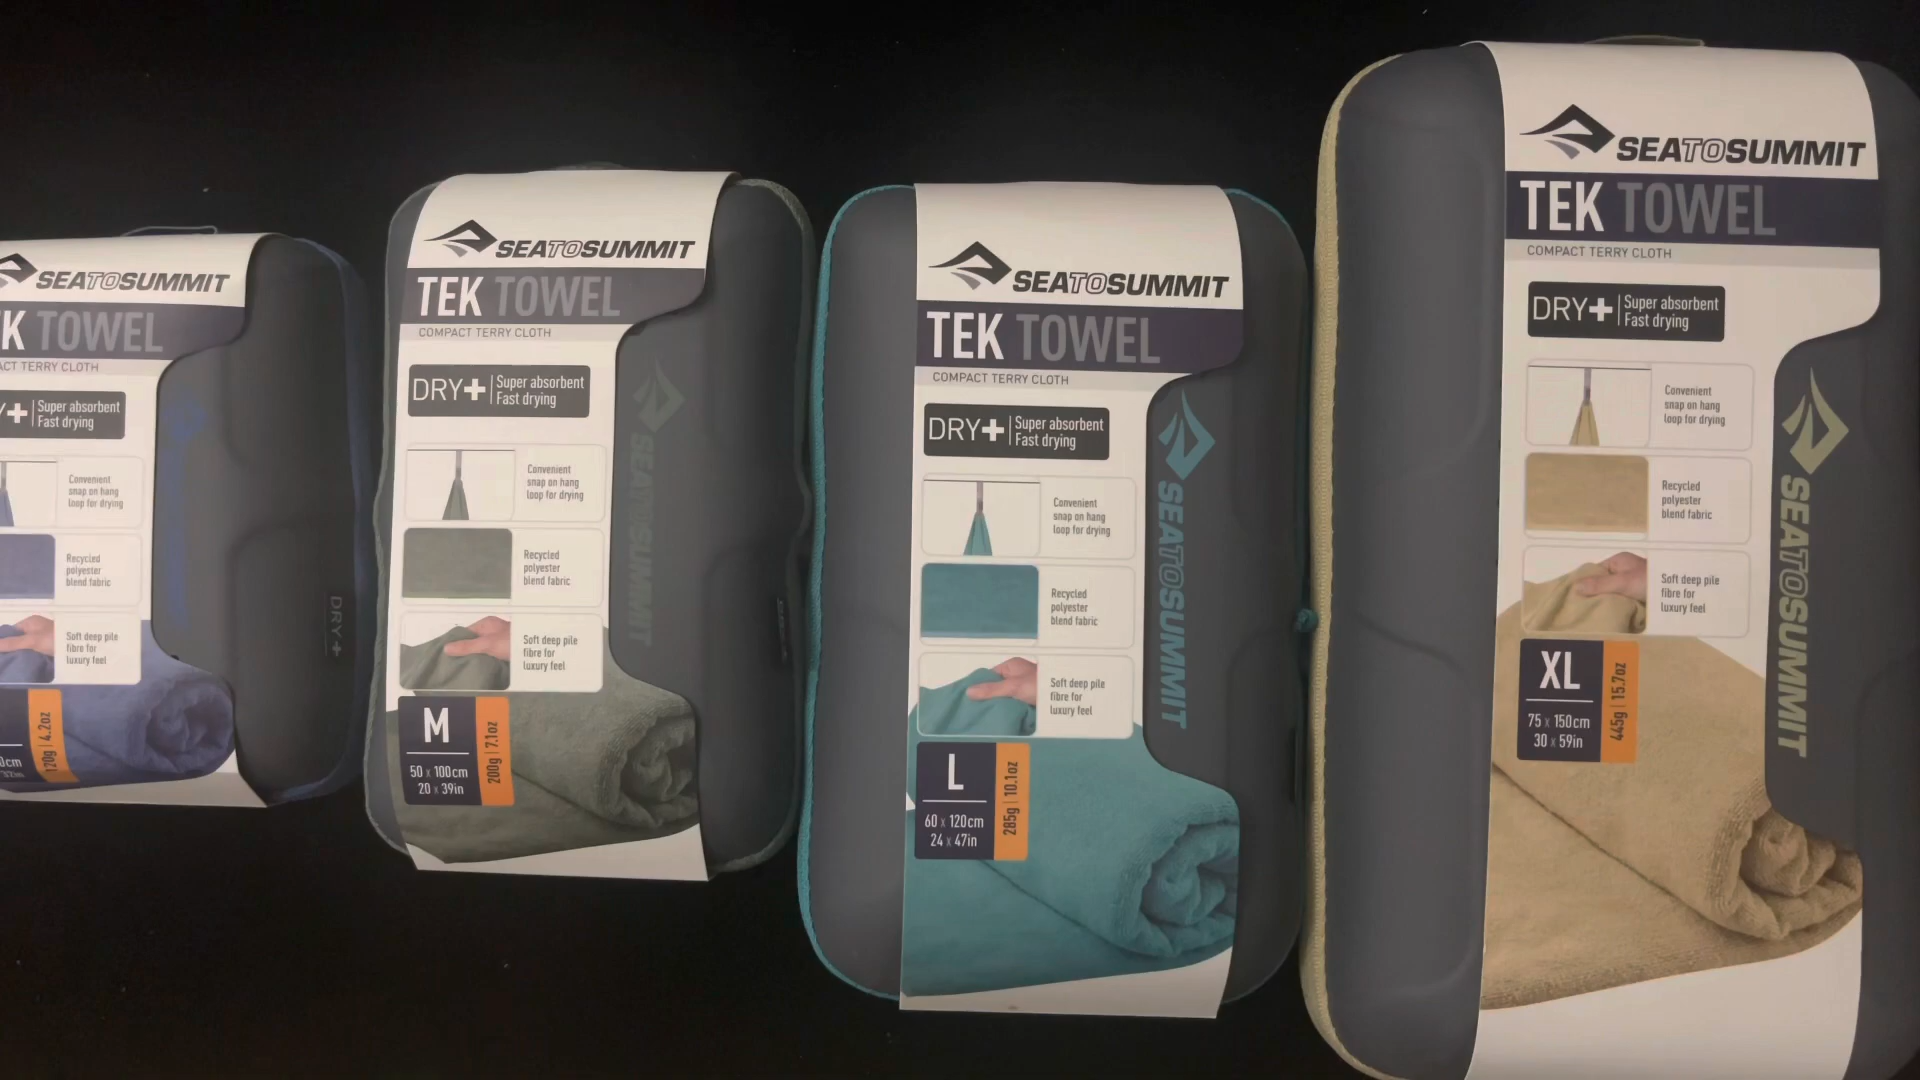 SEATOSUMMIT
TOWEL
TERRY CLOTH
Super absorbent
Fast drying
Convenient
snap on hang
loop for drying
Recycled
polyester
blend fabric
Soft deep pile
fibre for
luxury feel
120g | 4.2oz
DRY+
SEATOSUMMIT
TEK TOWEL
COMPACT TERRY CLOTH
DRY+
Super absorbent
Fast drying
Convenient
snap on hang
loop for drying
Recycled
polyester
blend fabric
Soft deep pile
fibre for
luxury feel
M
50 x 100cm
20 x 39in
200g | 7.1oz
SEATOSUMMIT
SEATOSUMMIT
TEK TOWEL
COMPACT TERRY CLOTH
DRY+
Super absorbent
Fast drying
Convenient
snap on hang
loop for drying
Recycled
polyester
blend fabric
Soft deep pile
fibre for
luxury feel
L
60 x 120cm
24 x 47in
285g | 10.1oz
SEATOSUMMIT
SEATOSUMMIT
TEK TOWEL
COMPACT TERRY CLOTH
DRY+
Super absorbent
Fast drying
Convenient
snap on hang
loop for drying
Recycled
polyester
blend fabric
Soft deep pile
fibre for
luxury feel
XL
75 x 150cm
30 x 59in
445g | 15.7oz
SEATOSUMMIT